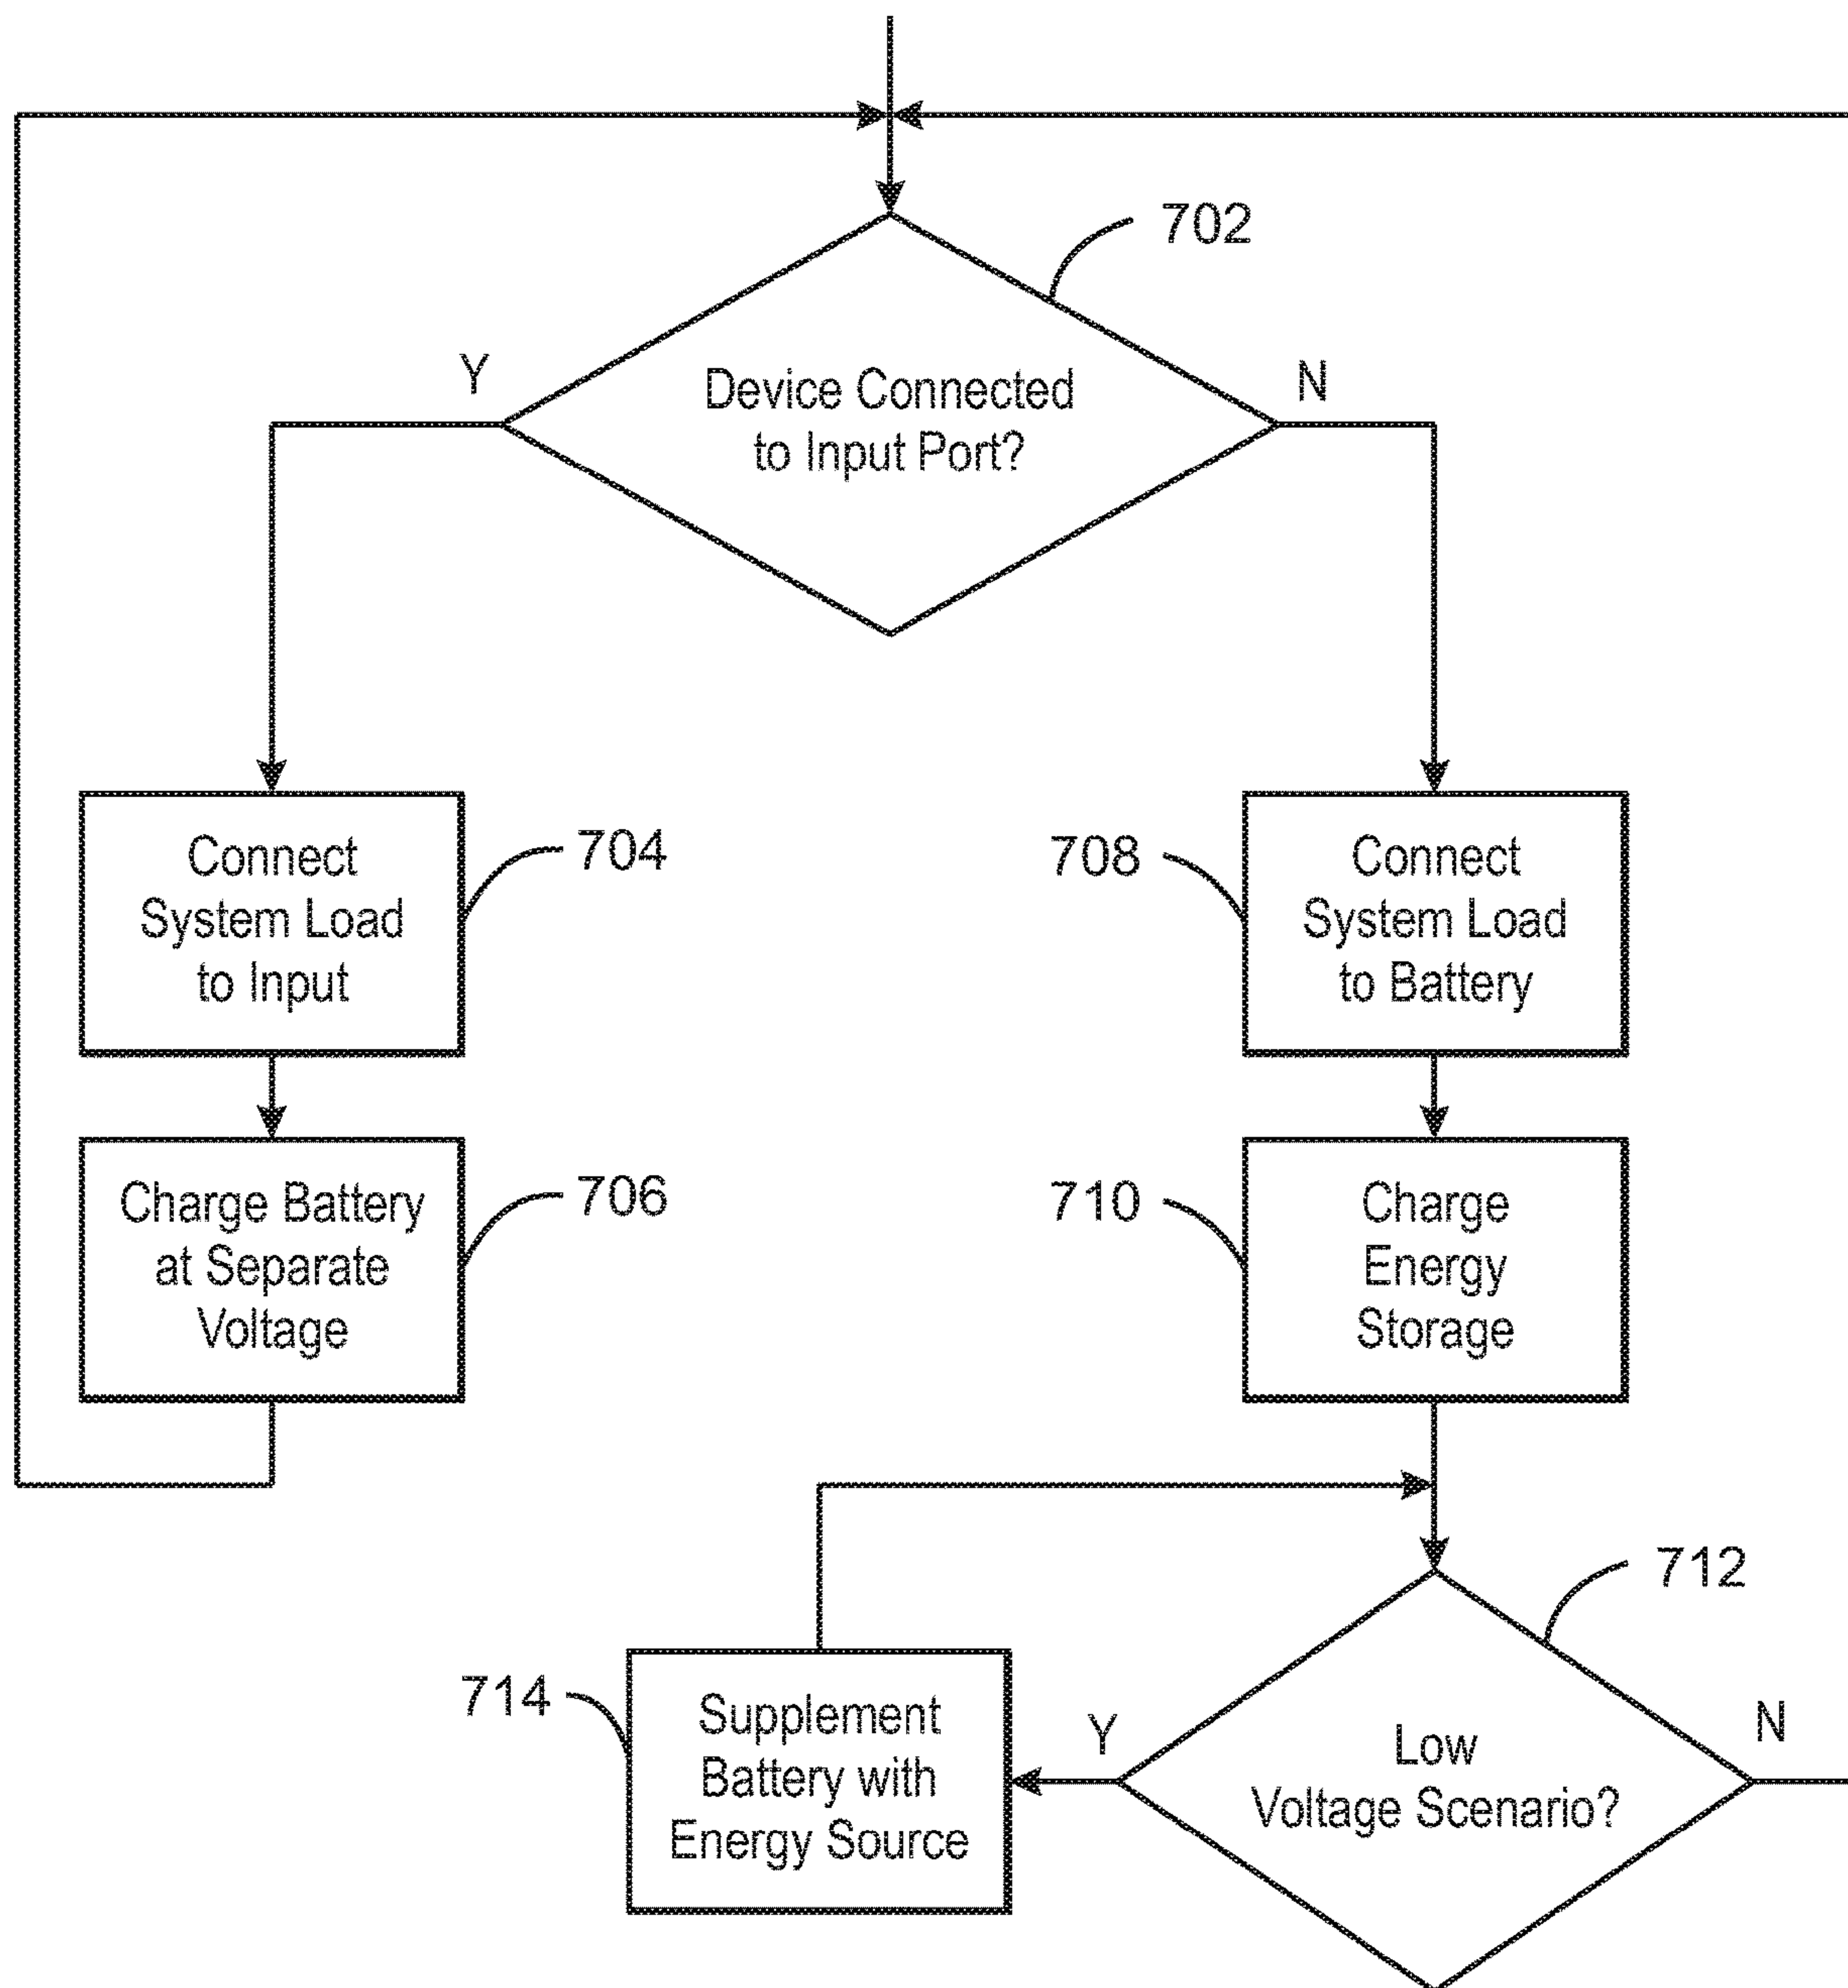 702
Y
N
Device Connected
to Input Port?
Connect
System Load
to Input
704
708
Connect
System Load
to Battery
Charge Battery
at Separate
Voltage
706
710
Charge
Energy
Storage
712
714
Supplement
Battery with
Energy Source
Y
Low
Voltage Scenario?
N